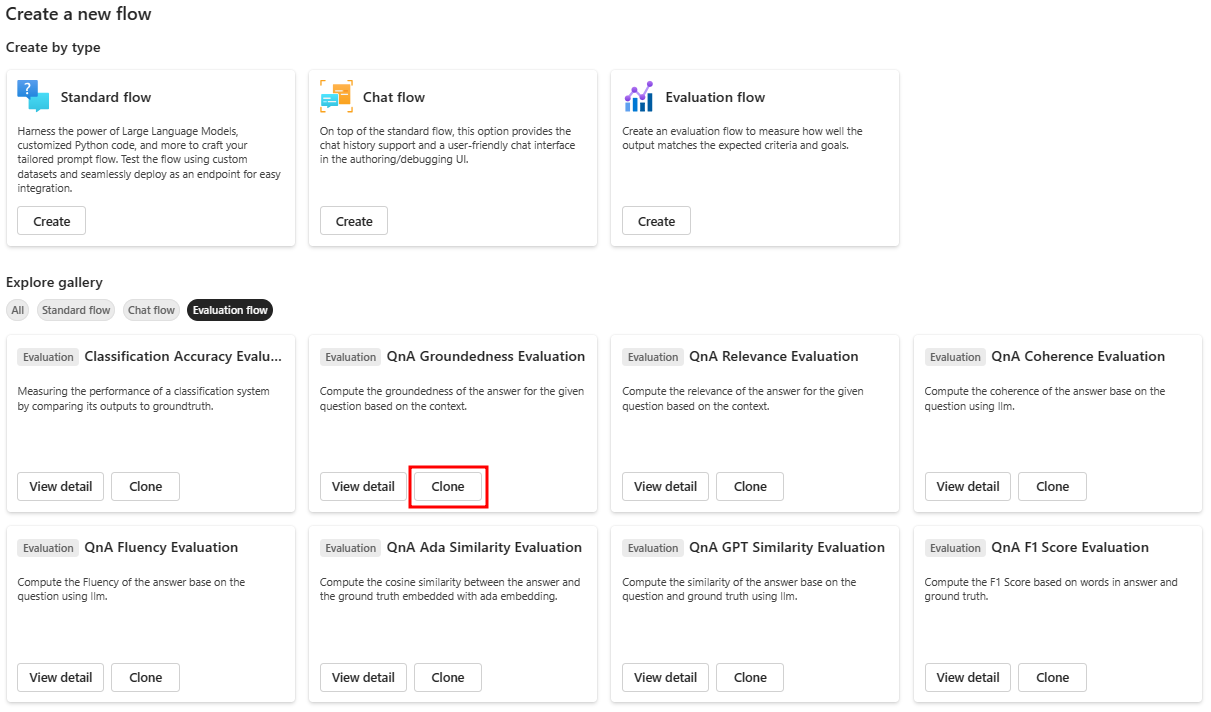 Create a new flow
Create by type
?
Standard flow
Harness the power of Large Language Models,
customized Python code, and more to craft your
tailored prompt flow. Test the flow using custom
datasets and seamlessly deploy as an endpoint for easy
integration.
Create
Chat flow
On top of the standard flow, this option provides the
chat history support and a user-friendly chat interface
in the authoring/debugging UI.
Create
Evaluation flow
Create an evaluation flow to measure how well the
output matches the expected criteria and goals.
Create
Explore gallery
All Standard flow Chat flow Evaluation flow
Evaluation Classification Accuracy Evalu...
Measuring the performance of a classification system
by comparing its outputs to groundtruth.
View detail Clone
Evaluation QnA Groundedness Evaluation
Compute the groundedness of the answer for the given
question based on the context.
View detail Clone
Evaluation QnA Relevance Evaluation
Compute the relevance of the answer for the given
question based on the context.
View detail Clone
Evaluation QnA Coherence Evaluation
Compute the coherence of the answer base on the
question using llm.
View detail Clone
Evaluation QnA Fluency Evaluation
Compute the Fluency of the answer base on the
question using llm.
View detail Clone
Evaluation QnA Ada Similarity Evaluation
Compute the cosine similarity between the answer and
the ground truth embedded with ada embedding.
View detail Clone
Evaluation QnA GPT Similarity Evaluation
Compute the similarity of the answer base on the
question and ground truth using llm.
View detail Clone
Evaluation QnA F1 Score Evaluation
Compute the F1 Score based on words in answer and
ground truth.
View detail Clone